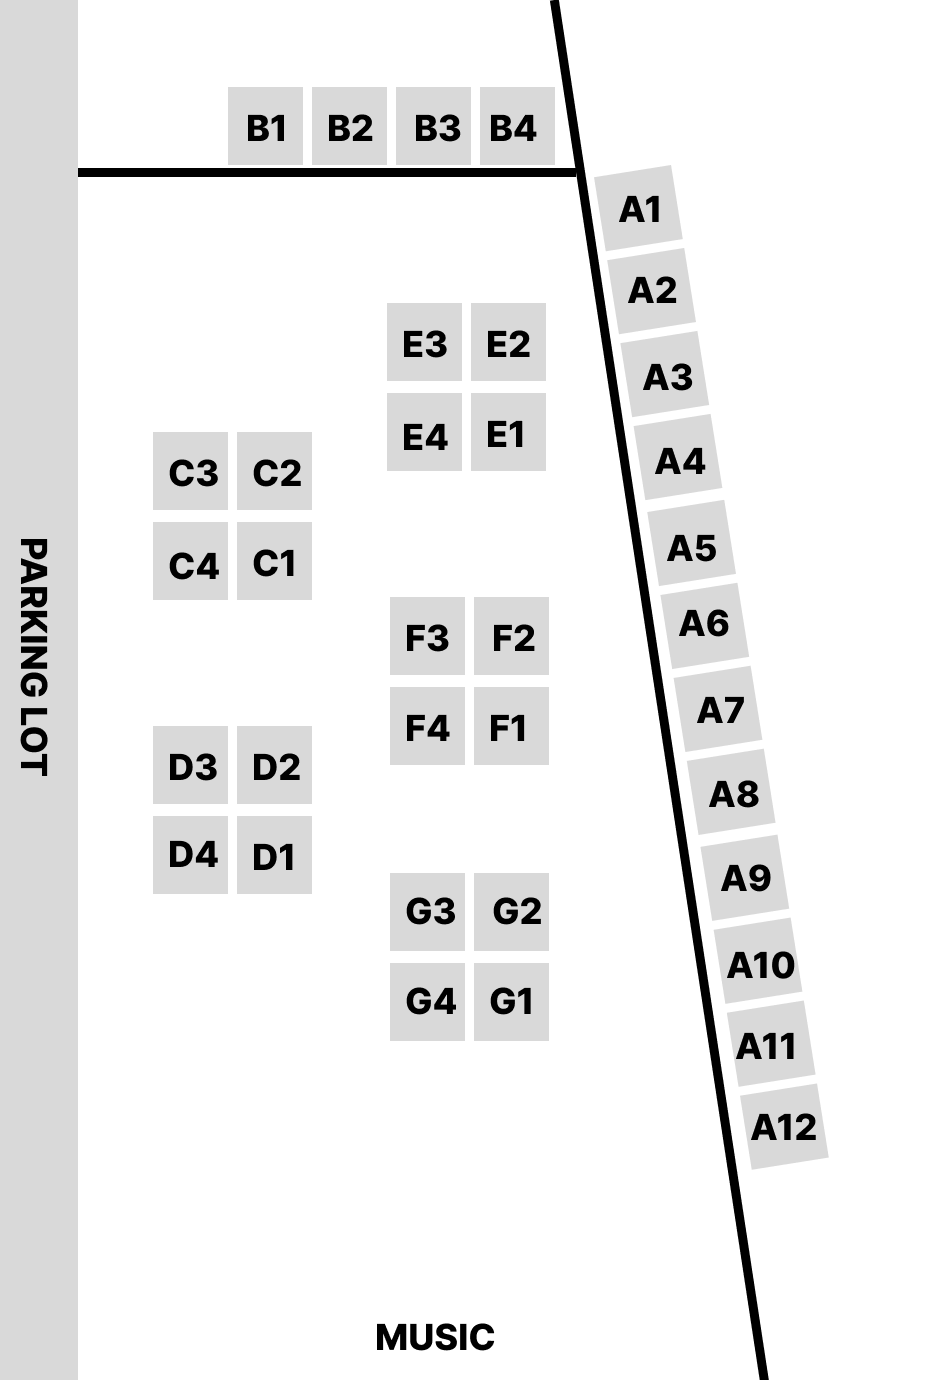 B1 B2 B3 B4
A1
A2
E3 E2
A3
E4 E1
A4
C3 C2
A5
C4 C1
A6
F3 F2
A7
F4 F1
PARKING LOT
D3 D2
A8
D4 D1
A9
G3 G2
A10
G4 G1
A11
A12
MUSIC